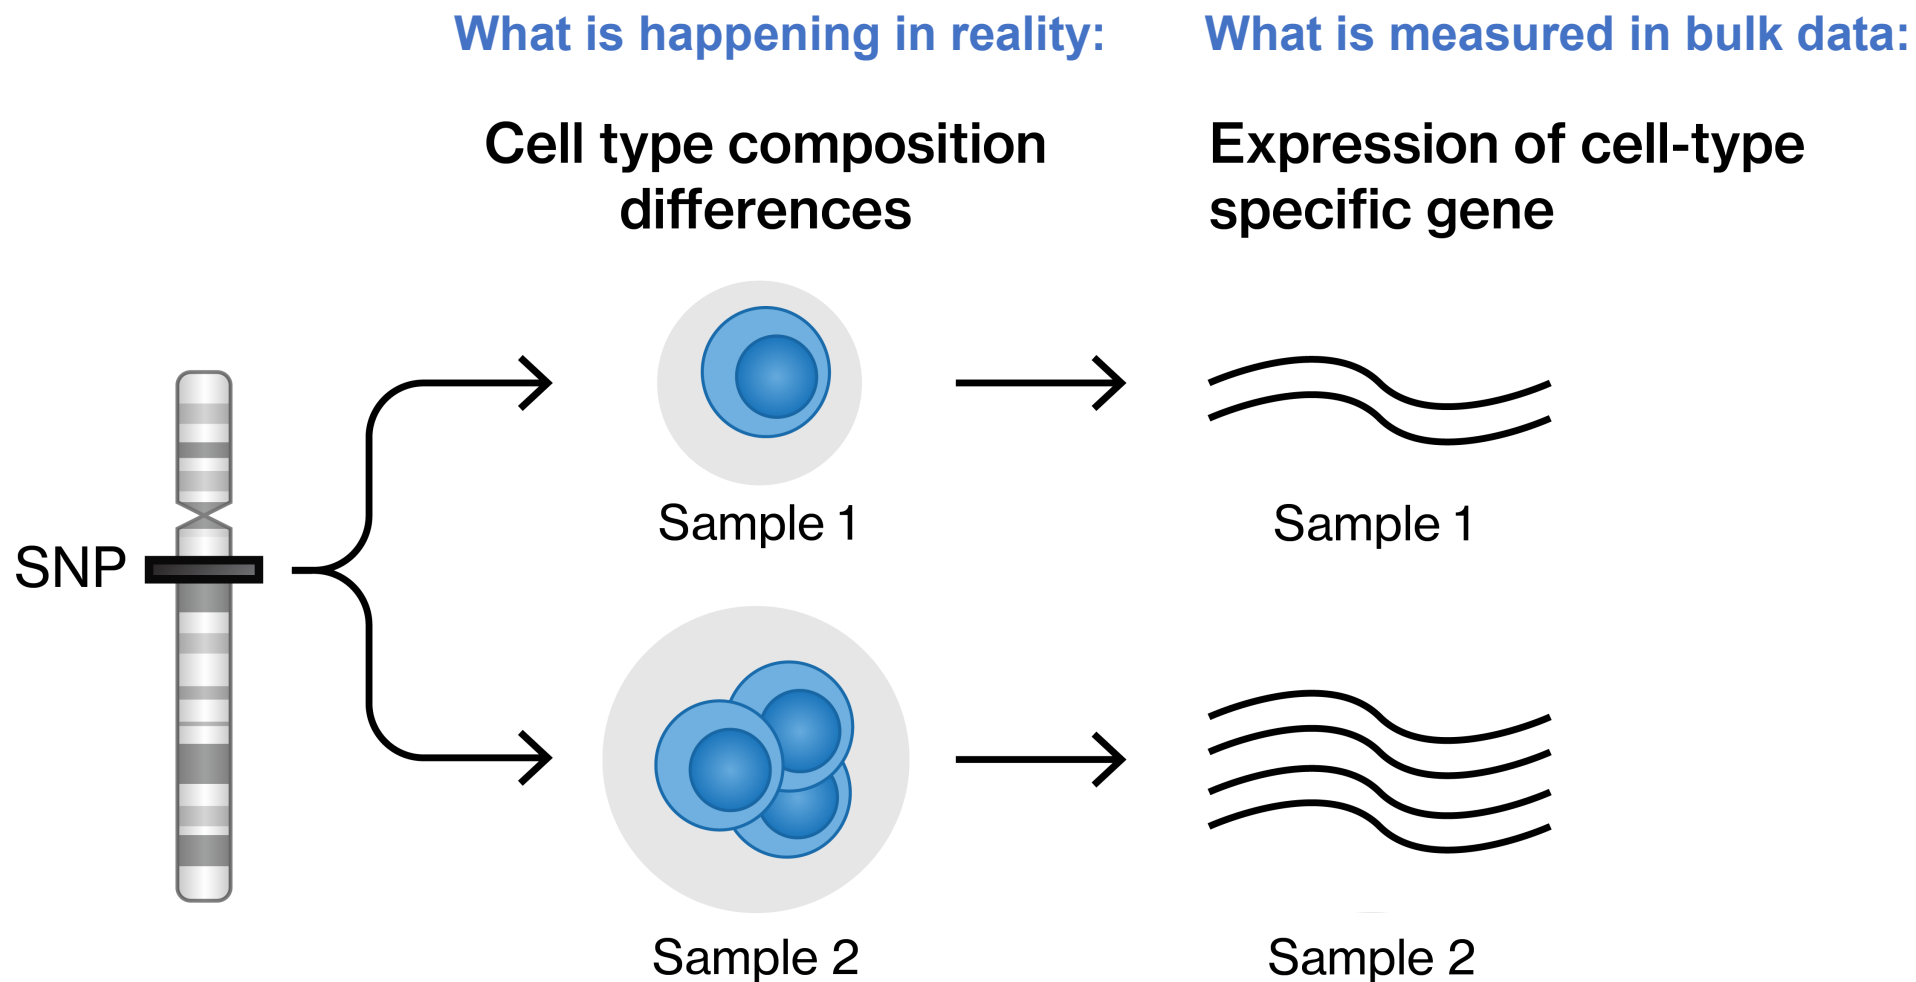 What is happening in reality:
What is measured in bulk data:
Cell type composition
differences
Expression of cell-type
specific gene
SNP
Sample 1
Sample 1
Sample 2
Sample 2